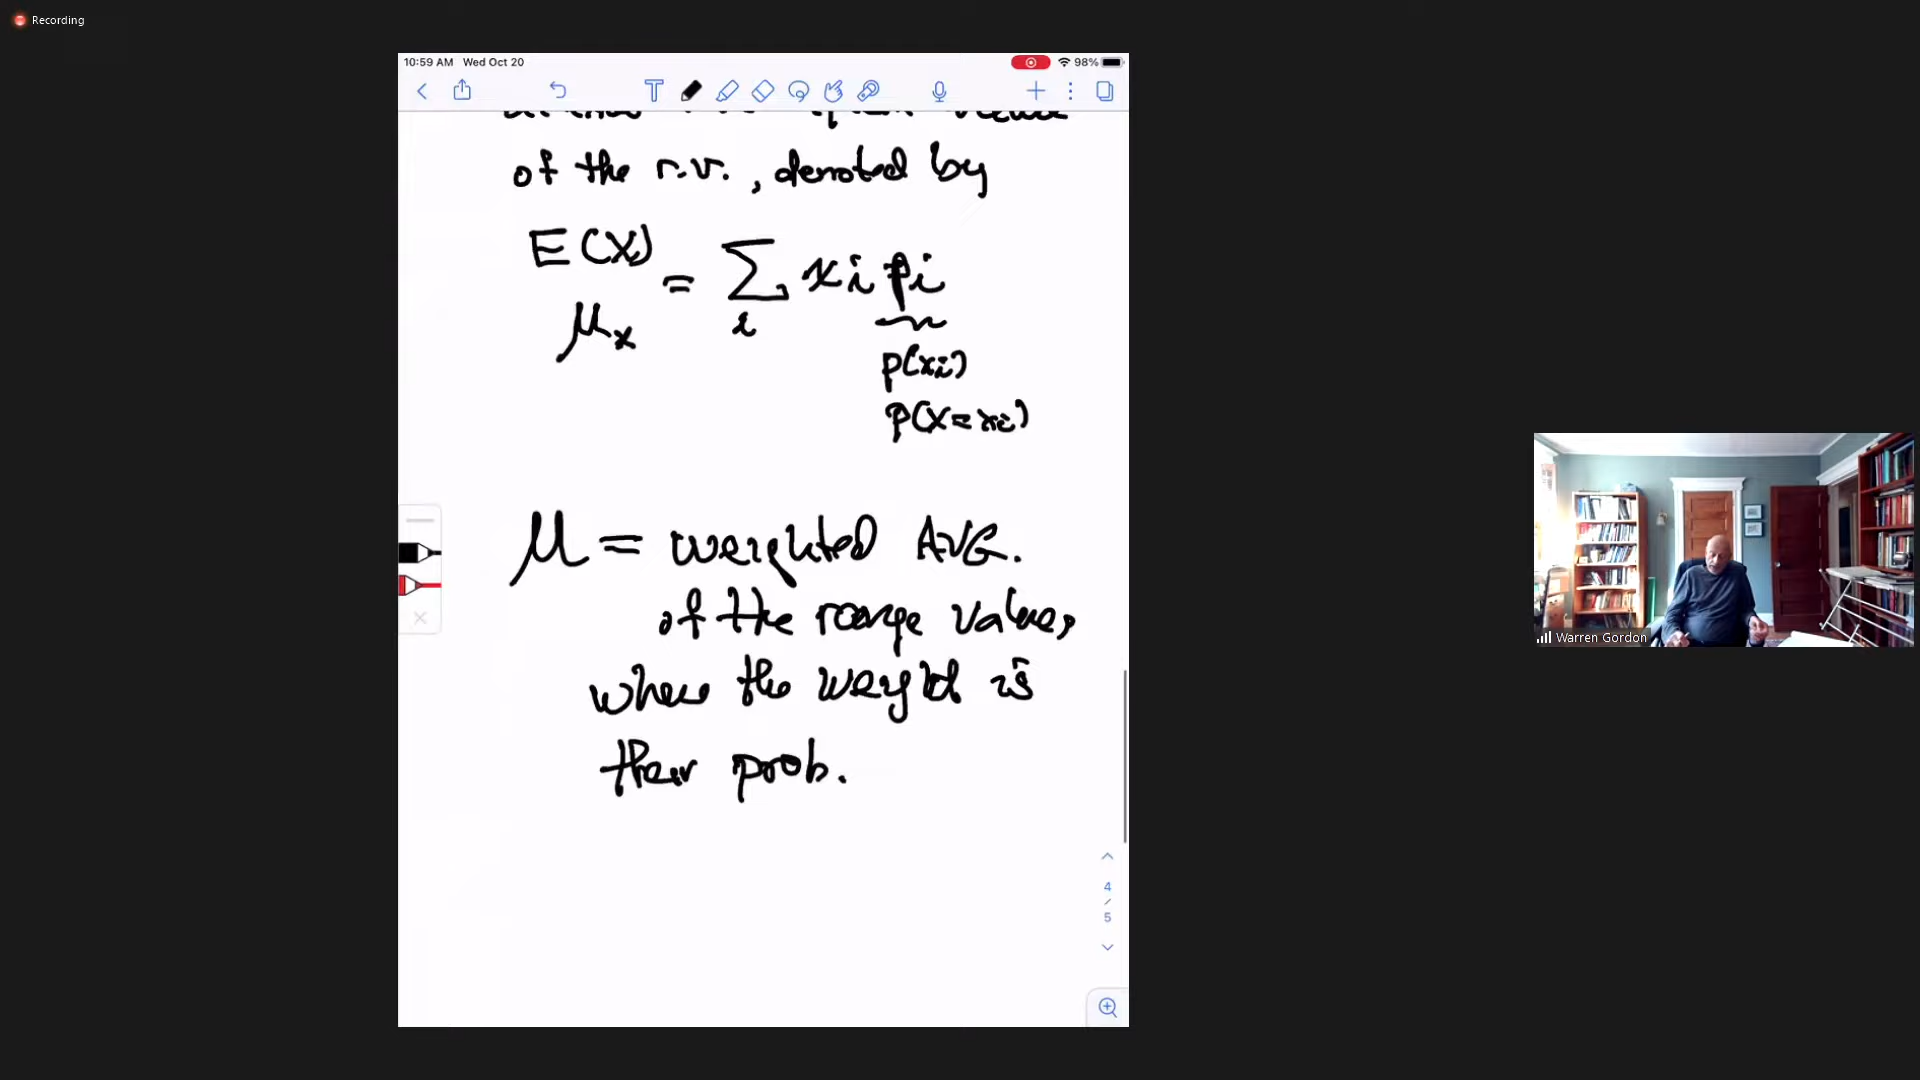 Recording
10:59 AM Wed Oct 20
98%
of the r.v., denoted by
E(X)
= Σ xi pi
μx
i
p(xi)
p(X=xi)
μ = weighted AVG.
of the range values
where the weight is
their prob.
4
/
5
Warren Gordon